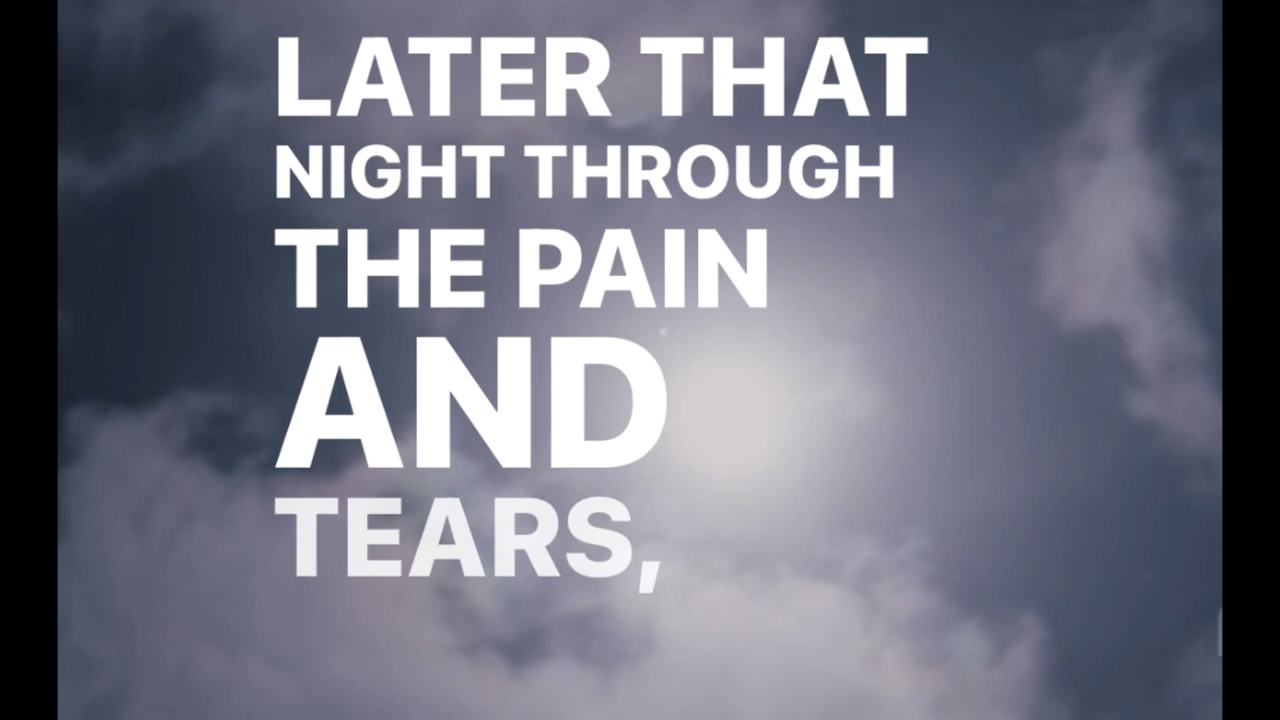 LATER THAT
NIGHT THROUGH
THE PAIN
AND
TEARS,